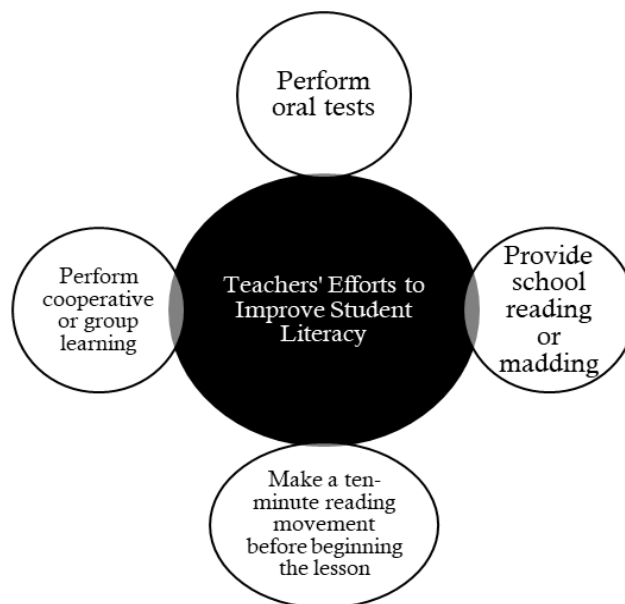 Perform
oral tests
Teachers' Efforts to
Improve Student
Literacy
Perform
cooperative
or group
learning
Provide
school
reading
or
madding
Make a ten-
minute reading
movement
before beginning
the lesson